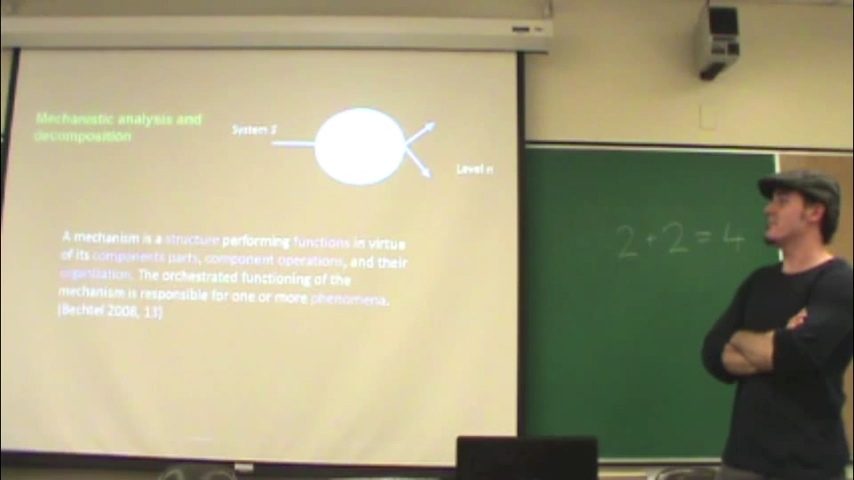 Mechanistic analysis and
decomposition
System S
Level n
A mechanism is a structure performing functions in virtue
of its components parts, component operations, and their
organization. The orchestrated functioning of the
mechanism is responsible for one or more phenomena.
(Bechtel 2008, 13)
2+2=4